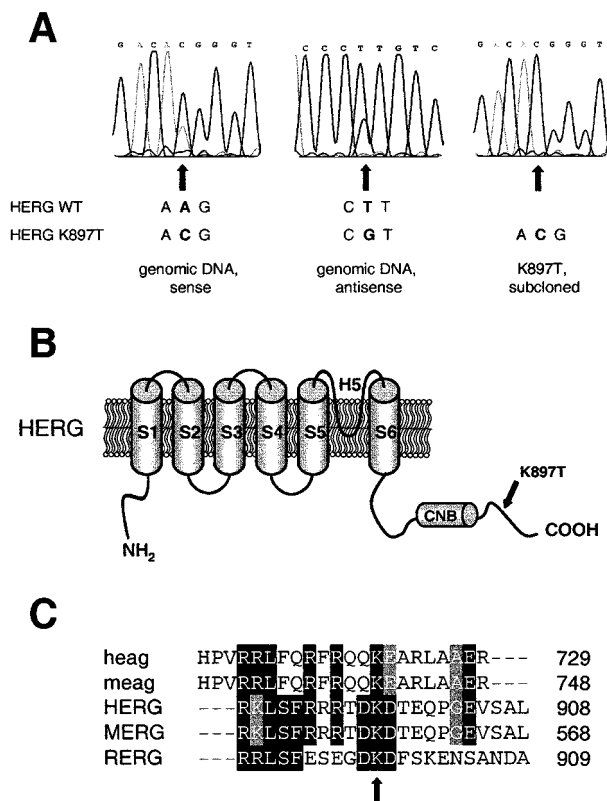 A
G A C A C G G G T
C C C T T G T C
G A C A C G G G T
HERG WT A A G C T T
HERG K897T A C G C G T A C G
genomic DNA, sense
genomic DNA, antisense
K897T, subcloned
B
HERG
S1 S2 S3 S4 S5 H5 S6
K897T
CNB
NH2
COOH
C
heag HPVRRLFQRFRQQKEARLAAER--- 729
meag HPVRRLFQRFRQQKEARLAAER--- 748
HERG ---RKLSFRRRTDKDTEQPGEVSAL 908
MERG ---RKLSFRRRTDKDTEQPGEVSAL 568
RERG ---RRLSFESEGDKDFSKENSANDA 909